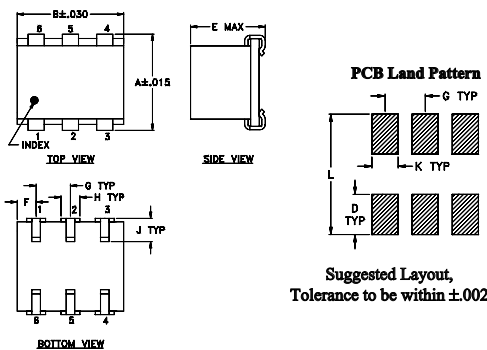 B±.030
6 5 4
A±.015
1 2 3
INDEX
TOP VIEW
E MAX
SIDE VIEW
PCB Land Pattern
G TYP
K TYP
L
D
TYP
Suggested Layout,
Tolerance to be within ±.002
G TYP
H TYP
F
1 2 3
J TYP
6 5 4
BOTTOM VIEW